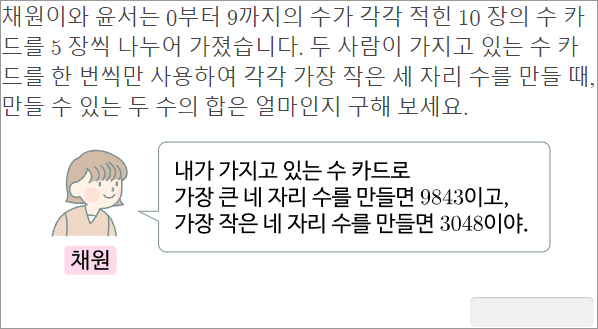 채원이와 윤서는 0부터 9까지의 수가 각각 적힌 10 장의 수 카
드를 5 장씩 나누어 가졌습니다. 두 사람이 가지고 있는 수 카
드를 한 번씩만 사용하여 각각 가장 작은 세 자리 수를 만들 때,
만들 수 있는 두 수의 합은 얼마인지 구해 보세요.
내가 가지고 있는 수 카드로
가장 큰 네 자리 수를 만들면 9843이고,
가장 작은 네 자리 수를 만들면 3048이야.
채원